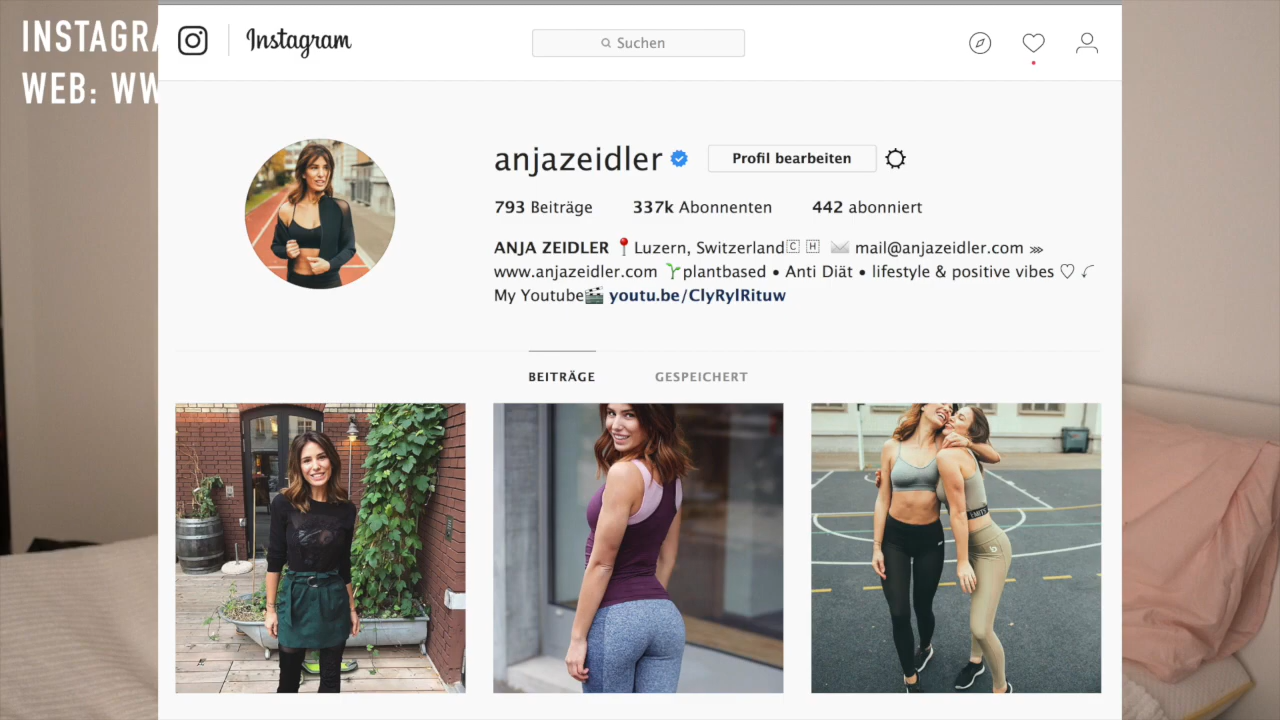 INSTAGRA
WEB: WW
Instagram
Suchen
anjazeidler
Profil bearbeiten
793 Beiträge 337k Abonnenten 442 abonniert
ANJA ZEIDLER 📍Luzern, Switzerland🇨 🇭 ✉️ mail@anjazeidler.com ⋙
www.anjazeidler.com 🌱plantbased • Anti Diät • lifestyle & positive vibes ♡ ⤹
My Youtube🎬 youtu.be/ClyRylRituw
BEITRÄGE GESPEICHERT